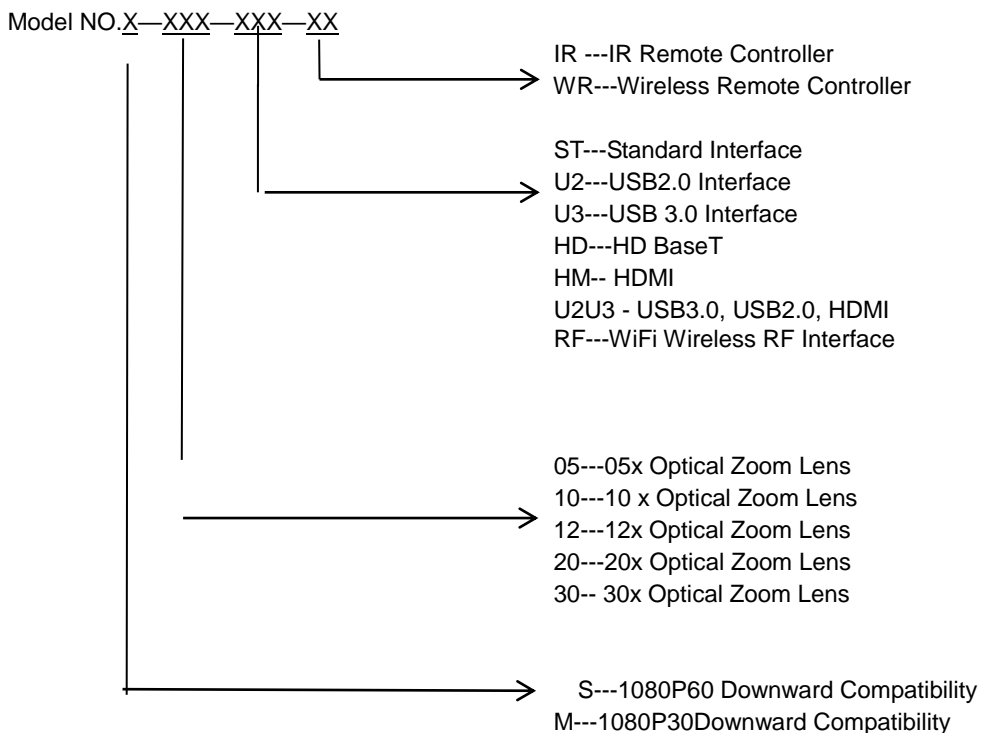 Model NO.X—XXX—XXX—XX
IR ---IR Remote Controller
WR---Wireless Remote Controller
ST---Standard Interface
U2---USB2.0 Interface
U3---USB 3.0 Interface
HD---HD BaseT
HM-- HDMI
U2U3 - USB3.0, USB2.0, HDMI
RF---WiFi Wireless RF Interface
05---05x Optical Zoom Lens
10---10 x Optical Zoom Lens
12---12x Optical Zoom Lens
20---20x Optical Zoom Lens
30-- 30x Optical Zoom Lens
S---1080P60 Downward Compatibility
M---1080P30Downward Compatibility